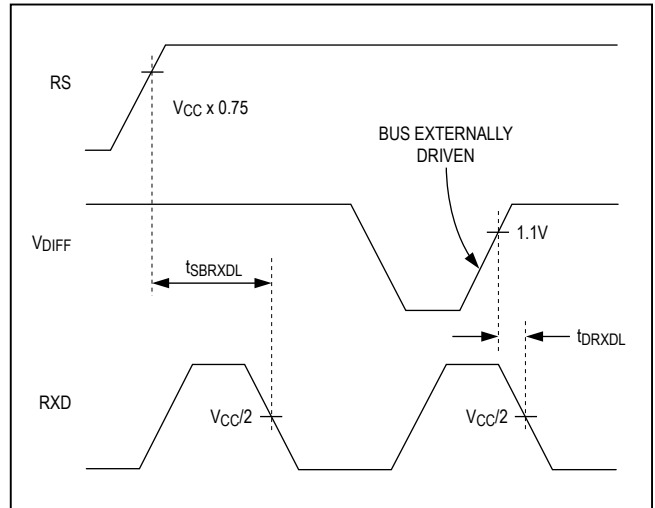 RS
VCC x 0.75
BUS EXTERNALLY
DRIVEN
VDIFF
1.1V
tSBRXDL
tDRXDL
RXD
VCC/2
VCC/2